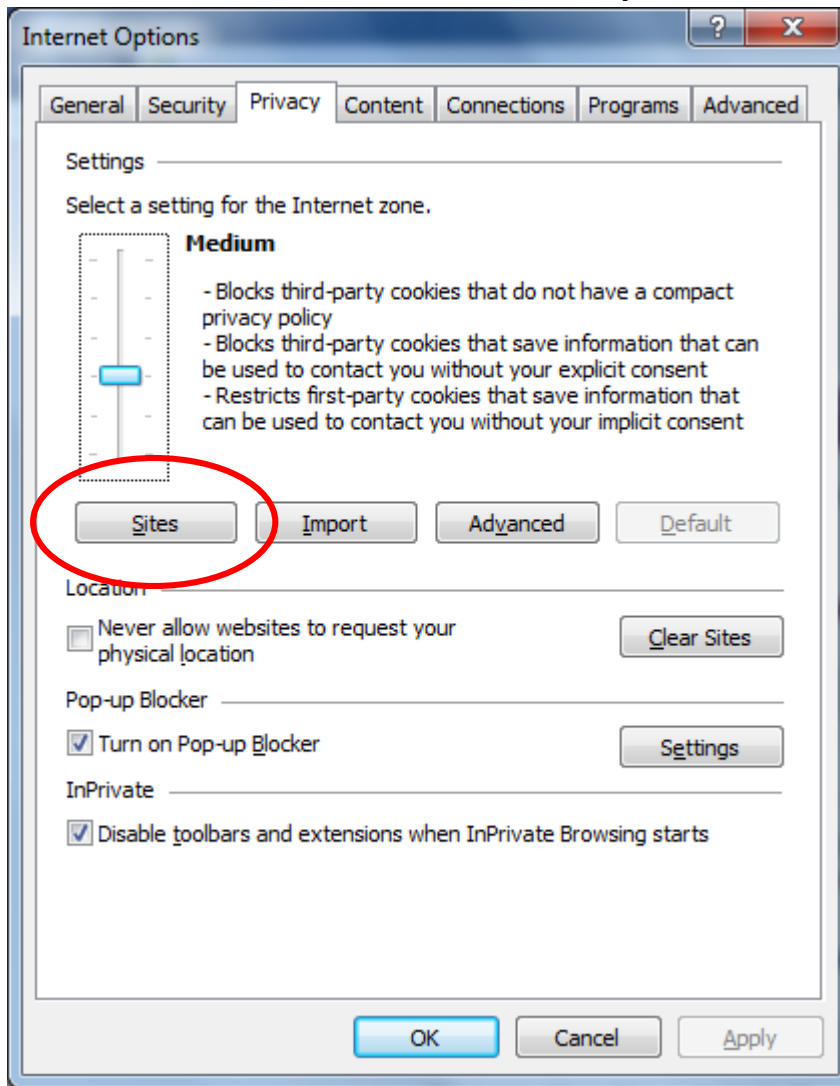 Internet Options
?
X
General Security Privacy Content Connections Programs Advanced
Settings
Select a setting for the Internet zone.
Medium
- Blocks third-party cookies that do not have a compact
privacy policy
- Blocks third-party cookies that save information that can
be used to contact you without your explicit consent
- Restricts first-party cookies that save information that
can be used to contact you without your implicit consent
Sites Import Advanced Default
Location
Never allow websites to request your
physical location
Clear Sites
Pop-up Blocker
Turn on Pop-up Blocker
Settings
InPrivate
Disable toolbars and extensions when InPrivate Browsing starts
OK Cancel Apply